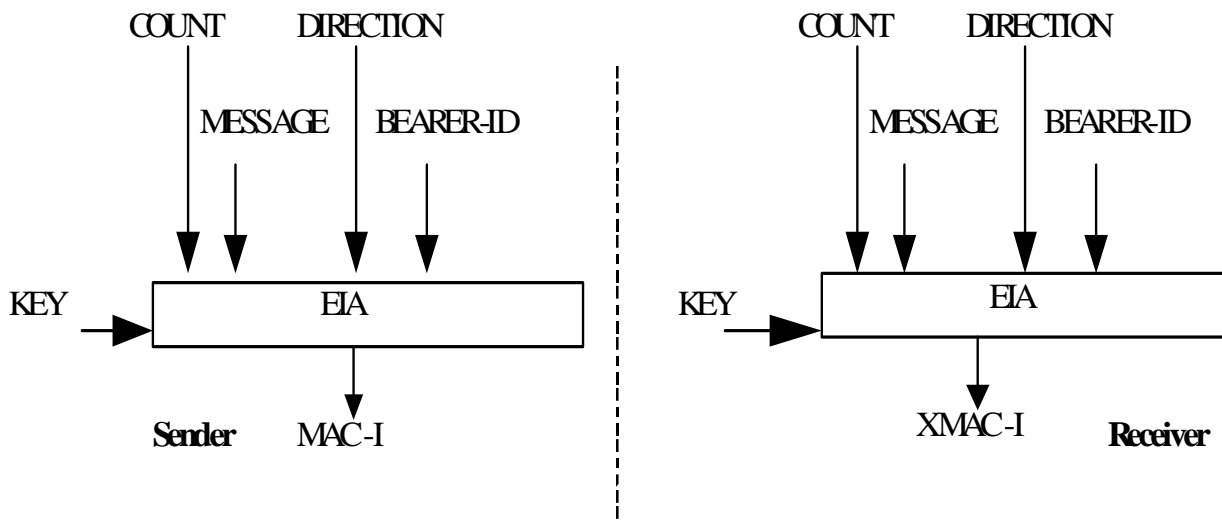 COUNT DIRECTION
MESSAGE BEARER-ID
KEY
EIA
Sender MAC-I
COUNT DIRECTION
MESSAGE BEARER-ID
KEY
EIA
XMAC-I Receiver